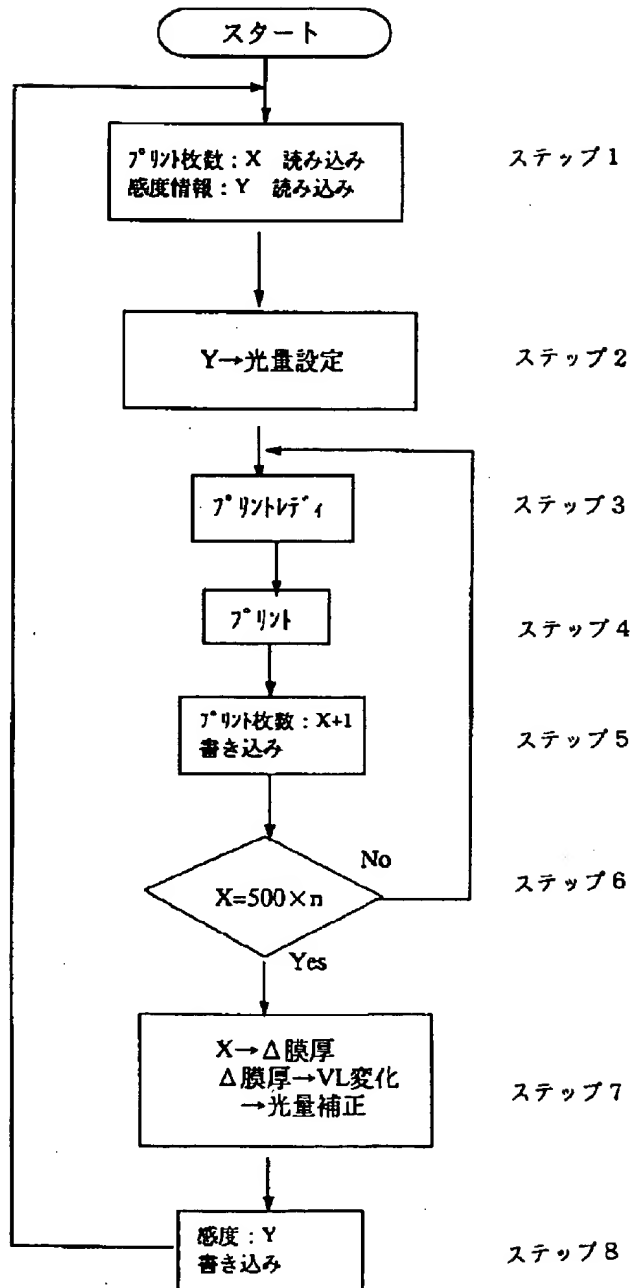 スタート
プリント枚数：X 読み込み
感度情報：Y 読み込み
ステップ1
Y→光量設定
ステップ2
プリントレディ
ステップ3
プリント
ステップ4
プリント枚数：X+1
書き込み
ステップ5
No
X=500×n
ステップ6
Yes
X→Δ膜厚
Δ膜厚→VL変化
→光量補正
ステップ7
感度：Y
書き込み
ステップ8